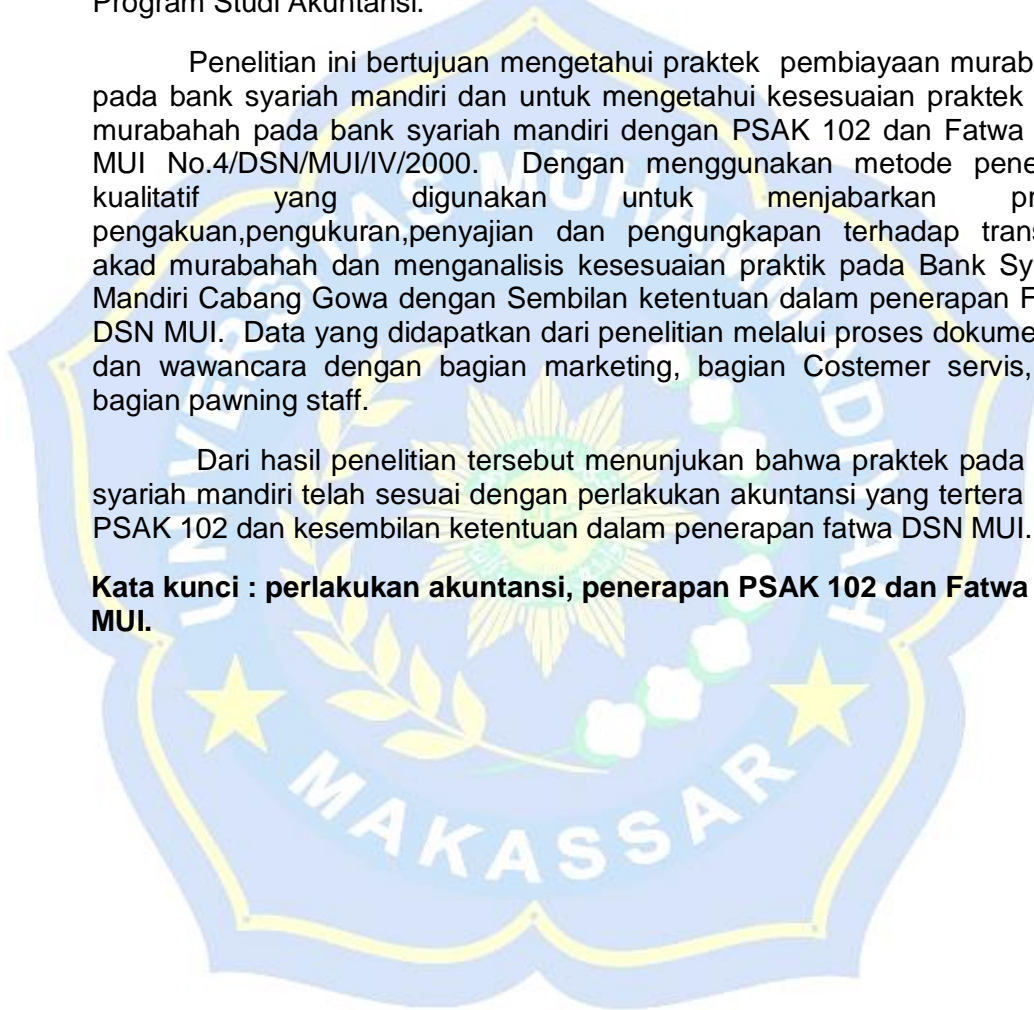 Program Studi Akuntansi.
Penelitian ini bertujuan mengetahui praktek pembiayaan murab
pada bank syariah mandiri dan untuk mengetahui kesesuaian praktek
murabahah pada bank syariah mandiri dengan PSAK 102 dan Fatwa
MUI No.4/DSN/MUI/IV/2000. Dengan menggunakan metode pene
kualitatif yang digunakan untuk menjabarkan pr
pengakuan,pengukuran,penyajian dan pengungkapan terhadap trans
akad murabahah dan menganalisis kesesuaian praktik pada Bank Sy
Mandiri Cabang Gowa dengan Sembilan ketentuan dalam penerapan F
DSN MUI. Data yang didapatkan dari penelitian melalui proses dokume
dan wawancara dengan bagian marketing, bagian Costemer servis,
bagian pawning staff.
Dari hasil penelitian tersebut menunjukan bahwa praktek pada
syariah mandiri telah sesuai dengan perlakukan akuntansi yang tertera
PSAK 102 dan kesembilan ketentuan dalam penerapan fatwa DSN MUI.
Kata kunci : perlakukan akuntansi, penerapan PSAK 102 dan Fatwa
MUI.
UNIVERSITAS MUHAMMADIYAH
MAKASSAR